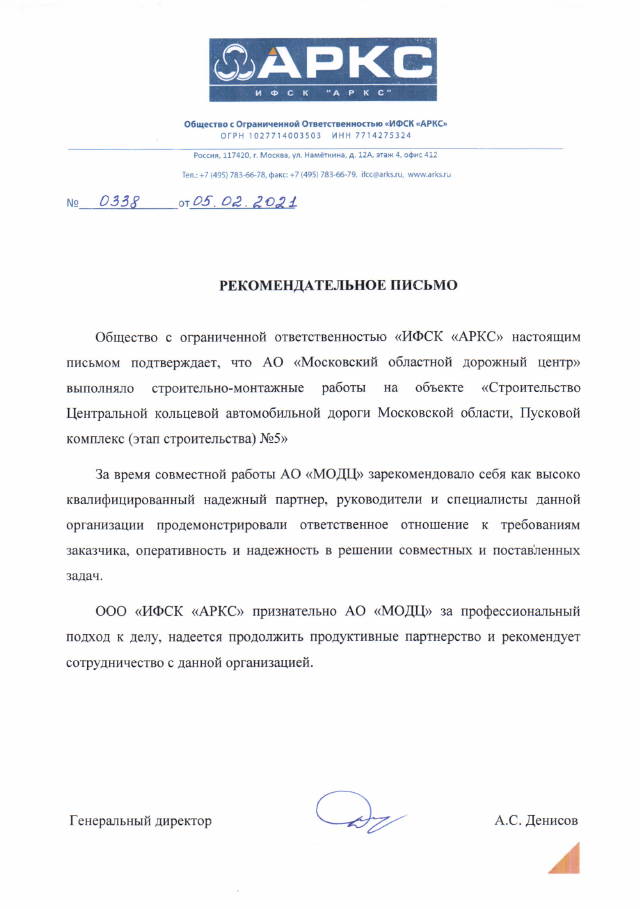 АРКС
ИФСК "АРКС"
Общество с Ограниченной Ответственностью «ИФСК «АРКС»
ОГРН 1027714003503 ИНН 7714275324
Россия, 117420, г. Москва, ул. Намёткина, д. 12А, этаж 4, офис 412
Тел.: +7 (495) 783-66-78, факс: +7 (495) 783-66-79, ifcc@arks.ru, www.arks.ru
№ 0338 от 05.02.2021
РЕКОМЕНДАТЕЛЬНОЕ ПИСЬМО
Общество с ограниченной ответственностью «ИФСК «АРКС» настоящим
письмом подтверждает, что АО «Московский областной дорожный центр»
выполняло строительно-монтажные работы на объекте «Строительство
Центральной кольцевой автомобильной дороги Московской области, Пусковой
комплекс (этап строительства) №5»
За время совместной работы АО «МОДЦ» зарекомендовало себя как высоко
квалифицированный надежный партнер, руководители и специалисты данной
организации продемонстрировали ответственное отношение к требованиям
заказчика, оперативность и надежность в решении совместных и поставленных
задач.
ООО «ИФСК «АРКС» признательно АО «МОДЦ» за профессиональный
подход к делу, надеется продолжить продуктивные партнерство и рекомендует
сотрудничество с данной организацией.
Генеральный директор А.С. Денисов